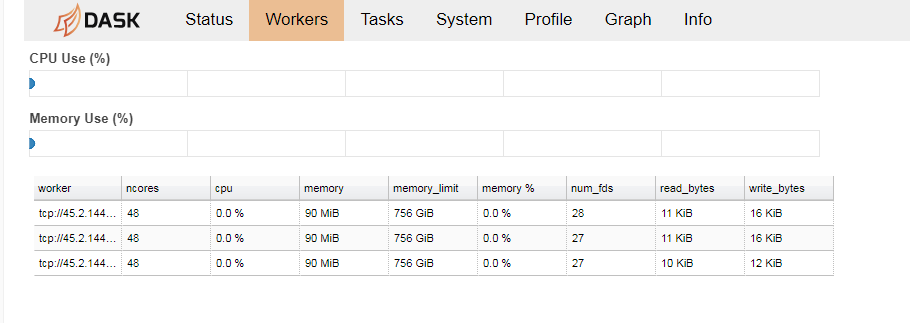 DASK Status Workers Tasks System Profile Graph Info
CPU Use (%)
Memory Use (%)
worker ncores cpu memory memory_limit memory % num_fds read_bytes write_bytes
tcp://45.2.144... 48 0.0 % 90 MiB 756 GiB 0.0 % 28 11 KiB 16 KiB
tcp://45.2.144... 48 0.0 % 90 MiB 756 GiB 0.0 % 27 11 KiB 16 KiB
tcp://45.2.144... 48 0.0 % 90 MiB 756 GiB 0.0 % 27 10 KiB 12 KiB